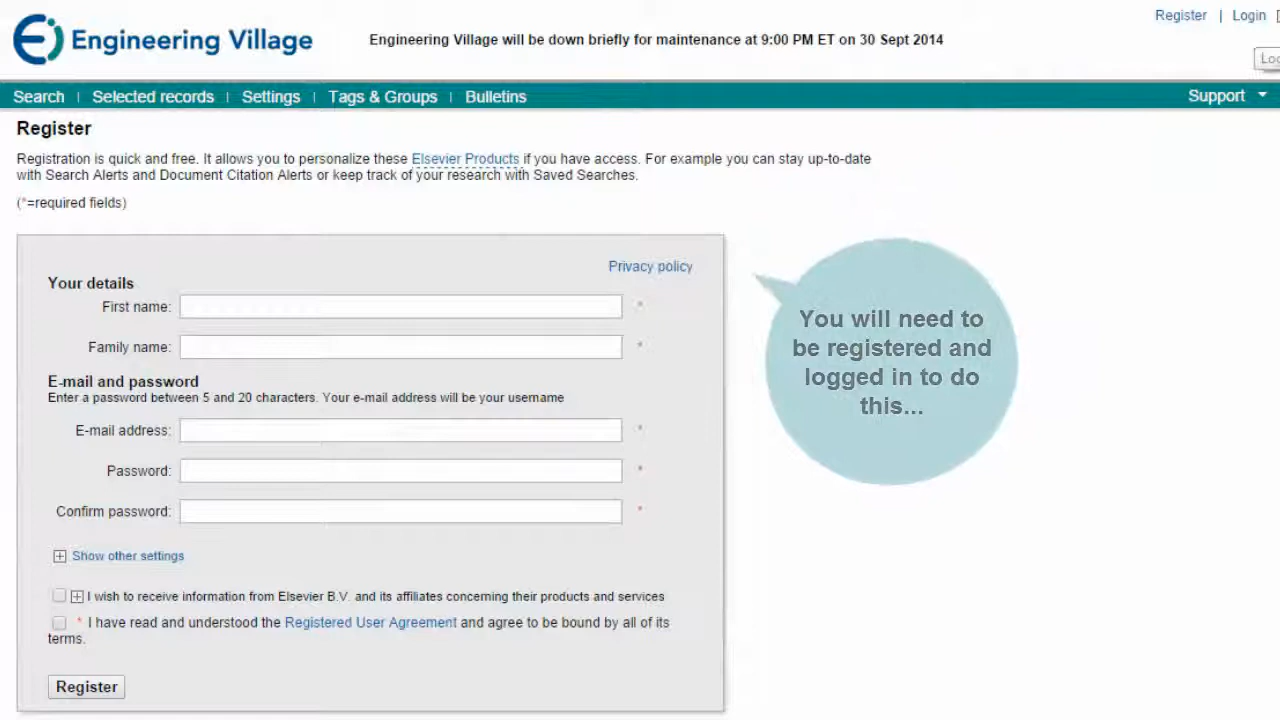 Register | Login
Engineering Village
Engineering Village will be down briefly for maintenance at 9:00 PM ET on 30 Sept 2014
Search | Selected records | Settings | Tags & Groups | Bulletins
Support
Register
Registration is quick and free. It allows you to personalize these Elsevier Products if you have access. For example you can stay up-to-date
with Search Alerts and Document Citation Alerts or keep track of your research with Saved Searches.
(*=required fields)
Privacy policy
Your details
First name: *
Family name: *
E-mail and password
Enter a password between 5 and 20 characters. Your e-mail address will be your username
E-mail address: *
Password: *
Confirm password: *
Show other settings
I wish to receive information from Elsevier B.V. and its affiliates concerning their products and services
* I have read and understood the Registered User Agreement and agree to be bound by all of its
terms.
Register
You will need to
be registered and
logged in to do
this...